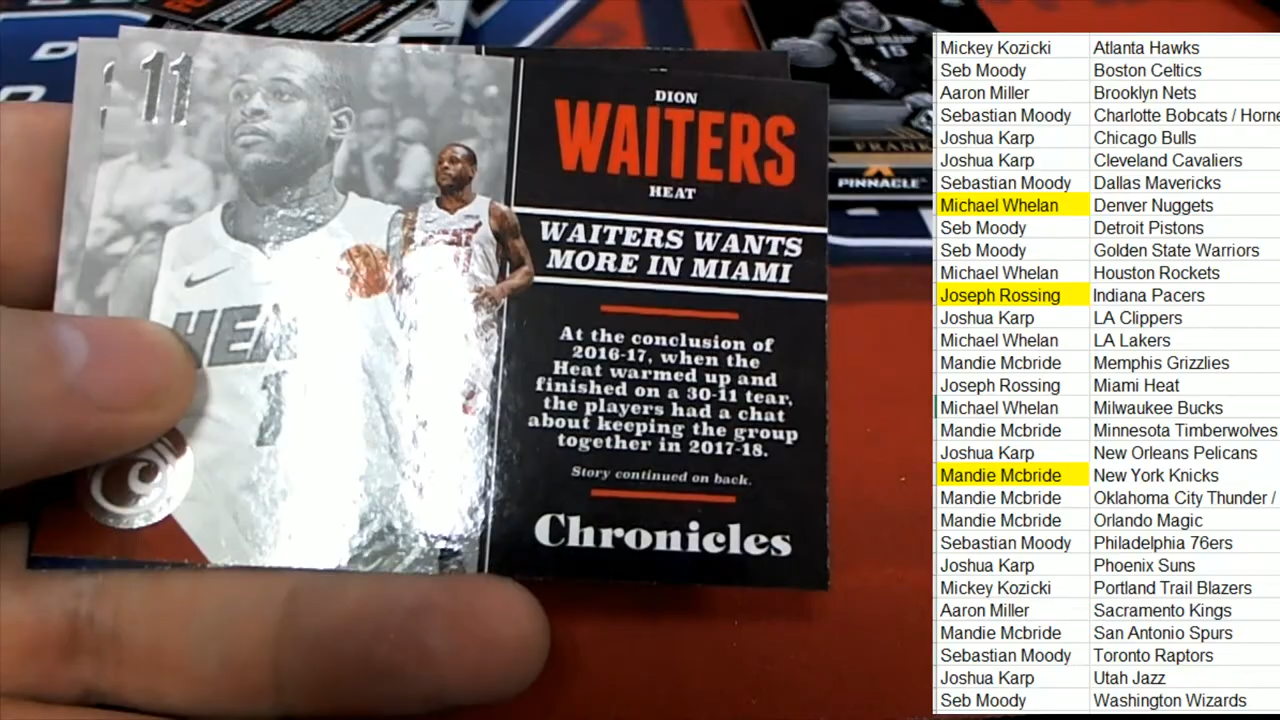 11
DION
WAITERS
HEAT
WAITERS WANTS
MORE IN MIAMI
At the conclusion of
2016-17, when the
Heat warmed up and
finished on a 30-11 tear,
the players had a chat
about keeping the group
together in 2017-18.
Story continued on back.
Chronicles
HEA
NEW ORLEANS
15
FRANK
PINNACLE
Mickey Kozicki Atlanta Hawks
Seb Moody Boston Celtics
Aaron Miller Brooklyn Nets
Sebastian Moody Charlotte Bobcats / Horne
Joshua Karp Chicago Bulls
Joshua Karp Cleveland Cavaliers
Sebastian Moody Dallas Mavericks
Michael Whelan Denver Nuggets
Seb Moody Detroit Pistons
Seb Moody Golden State Warriors
Michael Whelan Houston Rockets
Joseph Rossing Indiana Pacers
Joshua Karp LA Clippers
Michael Whelan LA Lakers
Mandie Mcbride Memphis Grizzlies
Joseph Rossing Miami Heat
Michael Whelan Milwaukee Bucks
Mandie Mcbride Minnesota Timberwolves
Joshua Karp New Orleans Pelicans
Mandie Mcbride New York Knicks
Mandie Mcbride Oklahoma City Thunder /
Mandie Mcbride Orlando Magic
Sebastian Moody Philadelphia 76ers
Joshua Karp Phoenix Suns
Mickey Kozicki Portland Trail Blazers
Aaron Miller Sacramento Kings
Mandie Mcbride San Antonio Spurs
Sebastian Moody Toronto Raptors
Joshua Karp Utah Jazz
Seb Moody Washington Wizards